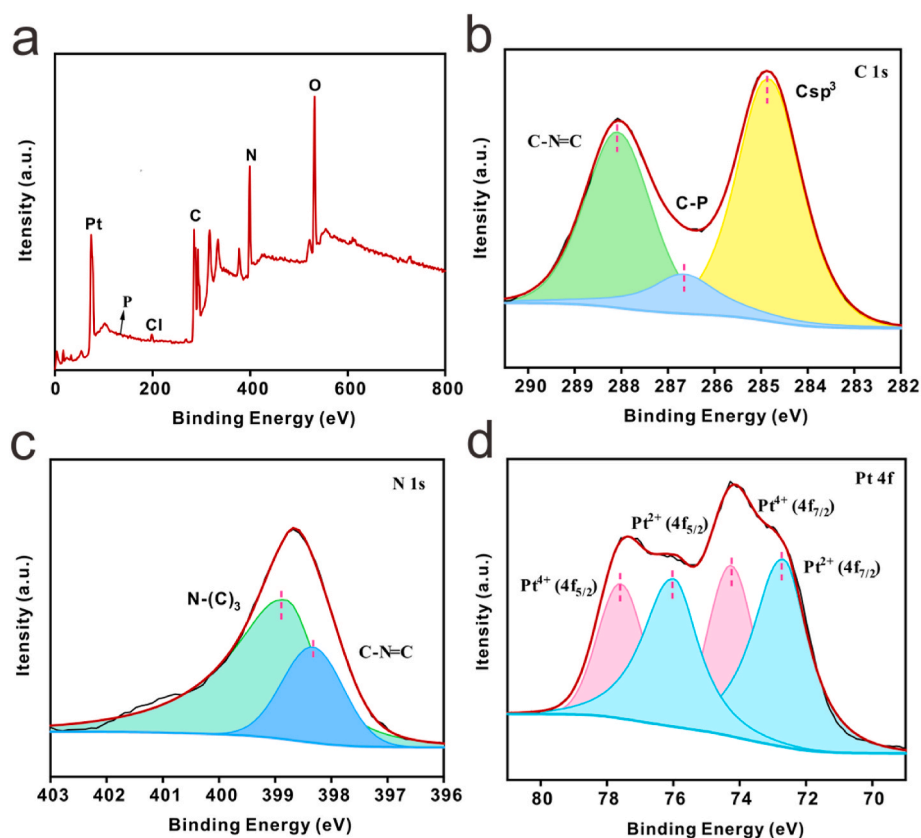 a
Itensity (a.u.)
Pt
P
Cl
C
N
O
0
200
400
600
800
Binding Energy (eV)
b
C 1s
Itensity (a.u.)
C-N=C
C-P
Csp³
290
289
288
287
286
285
284
283
282
281
Binding Energy (eV)
c
N 1s
Itensity (a.u.)
N-(C)₃
C-N=C
403
402
401
400
399
398
397
396
Binding Energy (eV)
d
Pt 4f
Itensity (a.u.)
Pt⁴⁺ (4f₅/₂)
Pt²⁺ (4f₅/₂)
Pt⁴⁺ (4f₇/₂)
Pt²⁺ (4f₇/₂)
80
78
76
74
72
70
Binding Energy (eV)